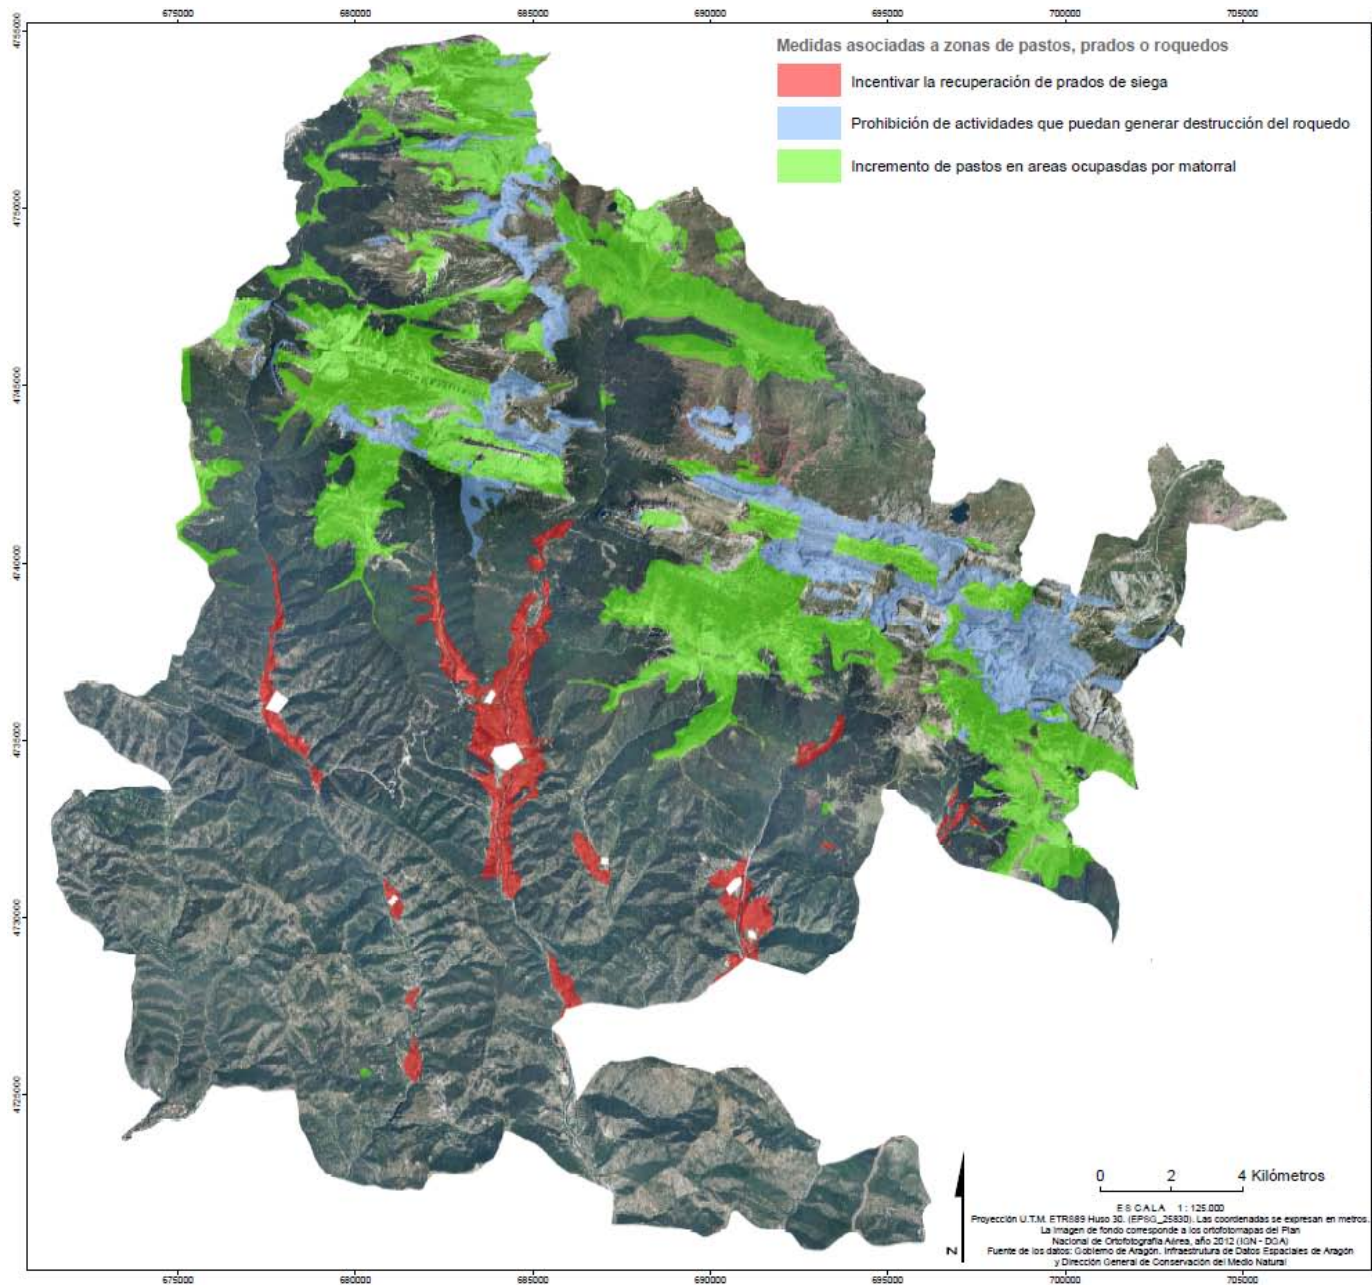 675000 680000 685000 690000 695000 700000 705000
4755000
4750000
4745000
4740000
4735000
4730000
4725000
Medidas asociadas a zonas de pastos, prados o roquedos
Incentivar la recuperación de prados de siega
Prohibición de actividades que puedan generar destrucción del roquedo
Incremento de pastos en areas ocupasdas por matorral
0 2 4 Kilómetros
N
ESCALA 1: 125.000
Proyección U.T.M. ETRS89 Huso 30. (EPSG_25830). Las coordenadas se expresan en metros.
La Imagen de fondo corresponde a los ortofotomapas del Plan
Nacional de Ortofotografía Aérea, año 2012 (IGN - DGA)
Fuente de los datos: Gobierno de Aragón. Infraestrutura de Datos Espaciales de Aragón
y Dirección General de Conservación del Medio Natural
675000 680000 685000 690000 695000 700000 705000